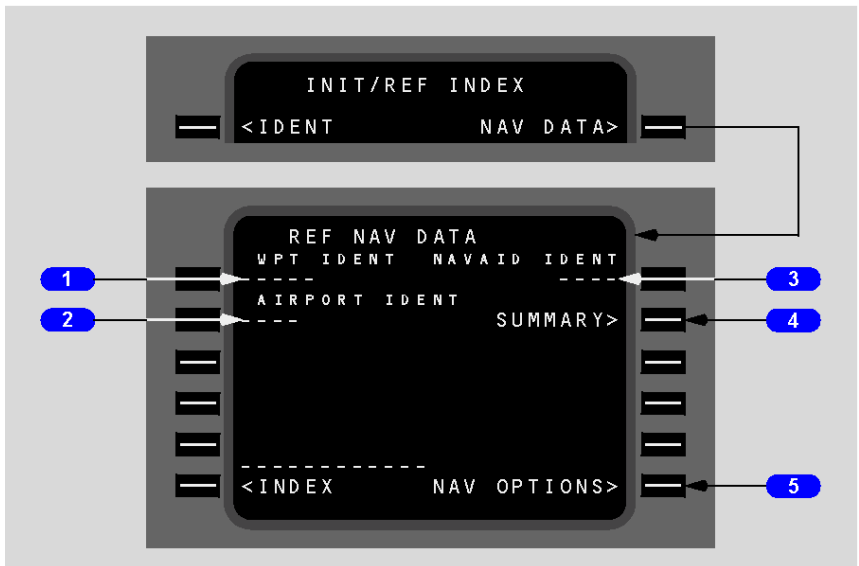 INIT/REF INDEX
<IDENT NAV DATA>
REF NAV DATA
WPT IDENT NAVAID IDENT
1 ----- ---- 3
AIRPORT IDENT
2 ---- SUMMARY> 4
------------
<INDEX NAV OPTIONS> 5